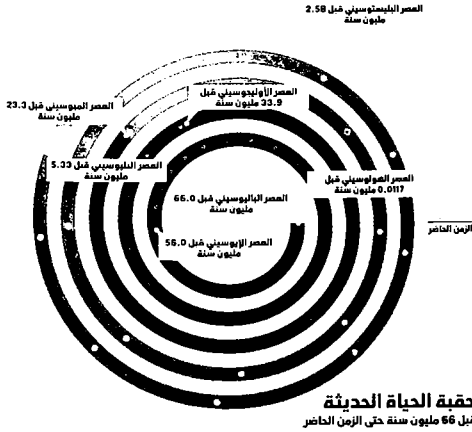 العصر البليستوسيني قبل 2.58
مليون سنة
العصر الأوليجوسيني قبل
33.9 مليون سنة
العصر الميوسيني قبل 23.3
مليون سنة
العصر البليوسيني قبل 5.33
مليون سنة
العصر الهولوسيني قبل
0.0117 مليون سنة
العصر الباليوسيني قبل 66.0
مليون سنة
العصر الإيوسيني قبل 56.0
مليون سنة
الزمن الحاضر
حقبة الحياة الحديثة
قبل 66 مليون سنة حتى الزمن الحاضر